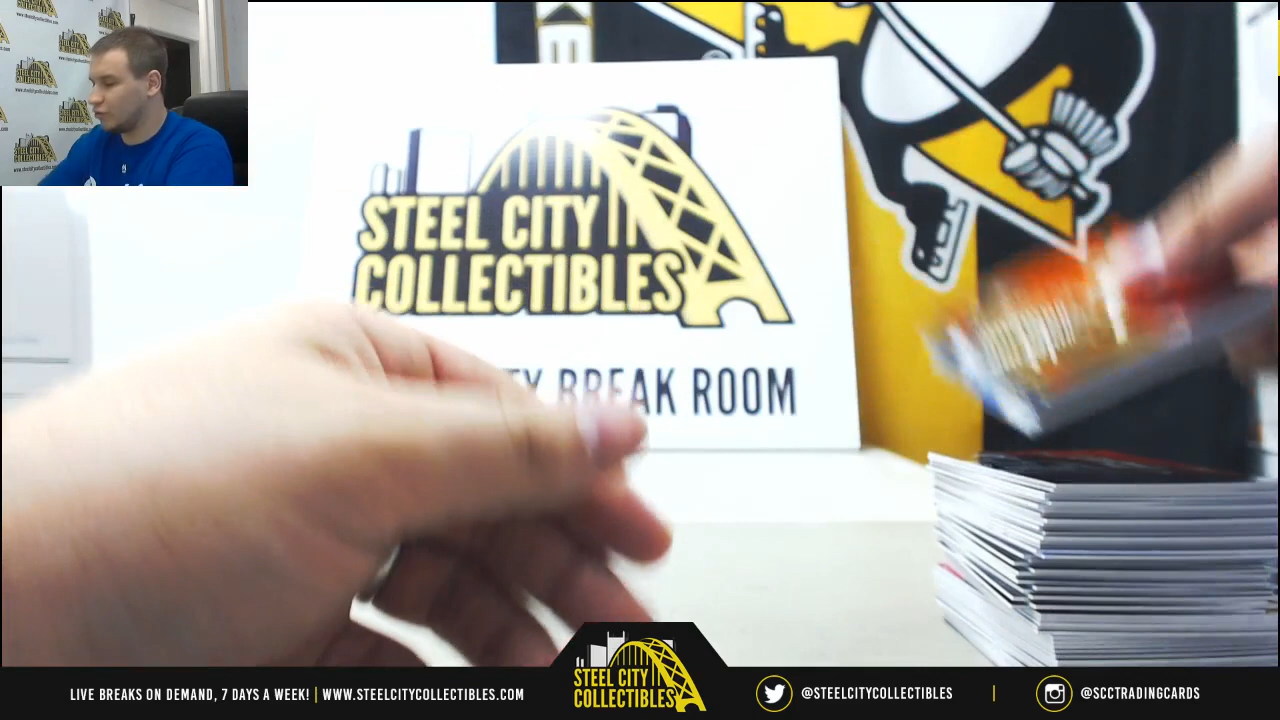 STEEL CITY
COLLECTIBLES
BREAK ROOM
LIVE BREAKS ON DEMAND, 7 DAYS A WEEK! | WWW.STEELCITYCOLLECTIBLES.COM
STEEL CITY
COLLECTIBLES
@STEELCITYCOLLECTIBLES
@SCCTRADINGCARDS